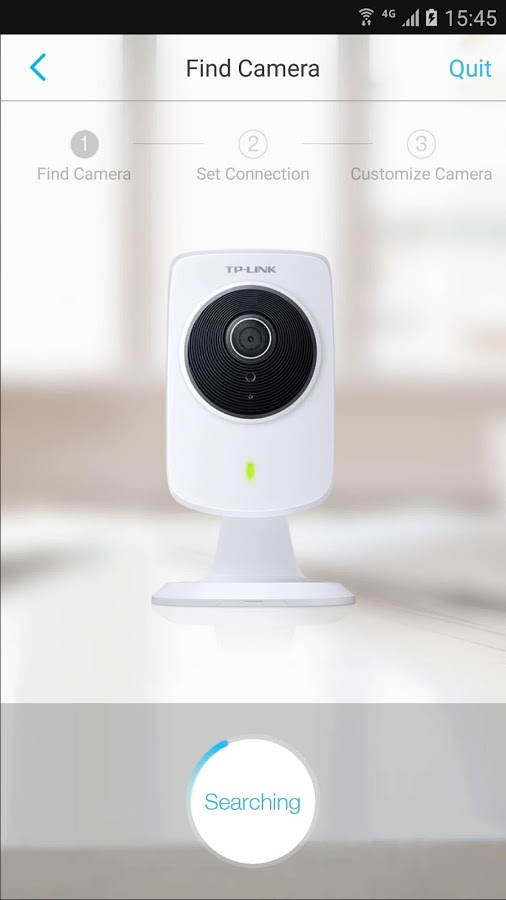 4G 15:45
Find Camera Quit
1 2 3
Find Camera Set Connection Customize Camera
TP-LINK
Searching